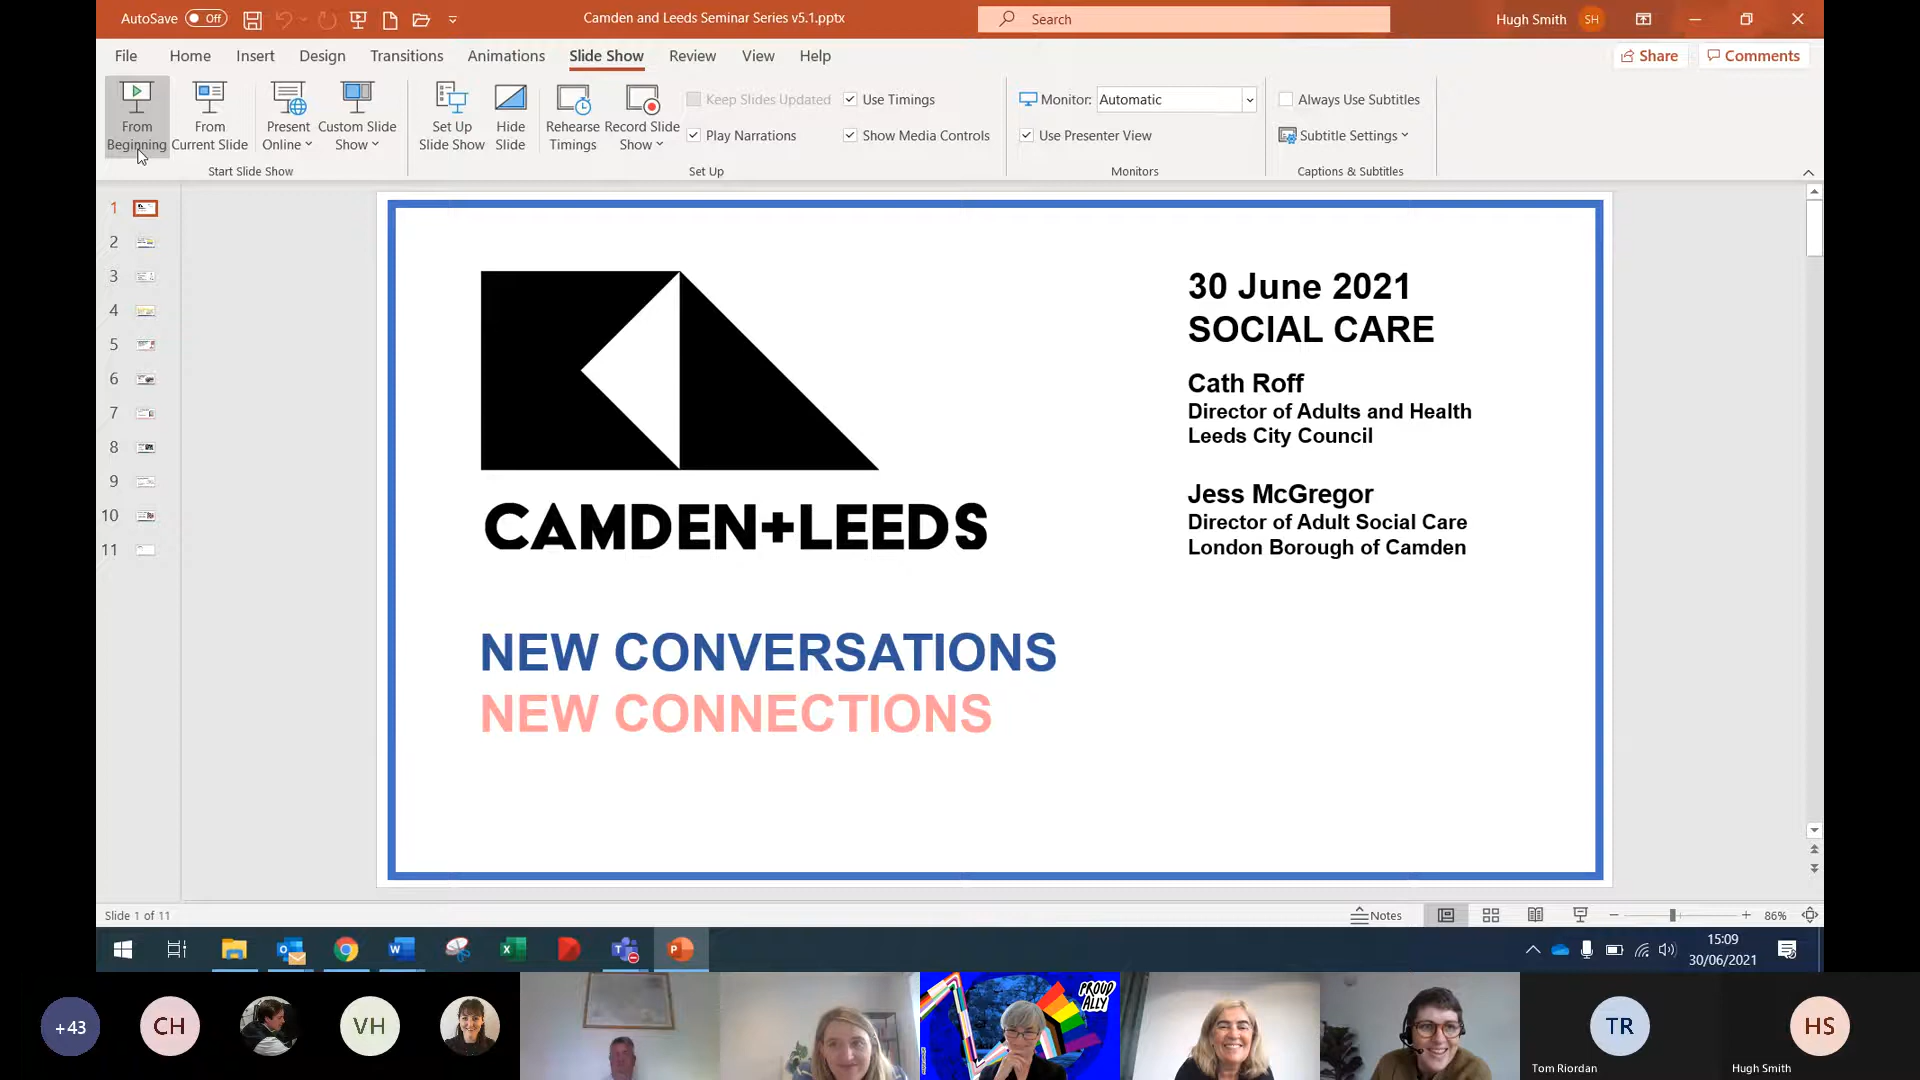 AutoSave Off
Camden and Leeds Seminar Series v5.1.pptx
Search
Hugh Smith SH
File Home Insert Design Transitions Animations Slide Show Review View Help
Share Comments
From Beginning
From Current Slide
Present Online
Custom Slide Show
Start Slide Show
Set Up Slide Show
Hide Slide
Rehearse Timings
Record Slide Show
Keep Slides Updated
Play Narrations
Use Timings
Show Media Controls
Set Up
Monitor: Automatic
Use Presenter View
Monitors
Always Use Subtitles
Subtitle Settings
Captions & Subtitles
1
2
3
4
5
6
7
8
9
10
11
CAMDEN+LEEDS
NEW CONVERSATIONS
NEW CONNECTIONS
30 June 2021
SOCIAL CARE
Cath Roff
Director of Adults and Health
Leeds City Council
Jess McGregor
Director of Adult Social Care
London Borough of Camden
Slide 1 of 11
Notes
86%
15:09
30/06/2021
+43
CH
VH
PROUD
ALLY
TR
Tom Riordan
HS
Hugh Smith